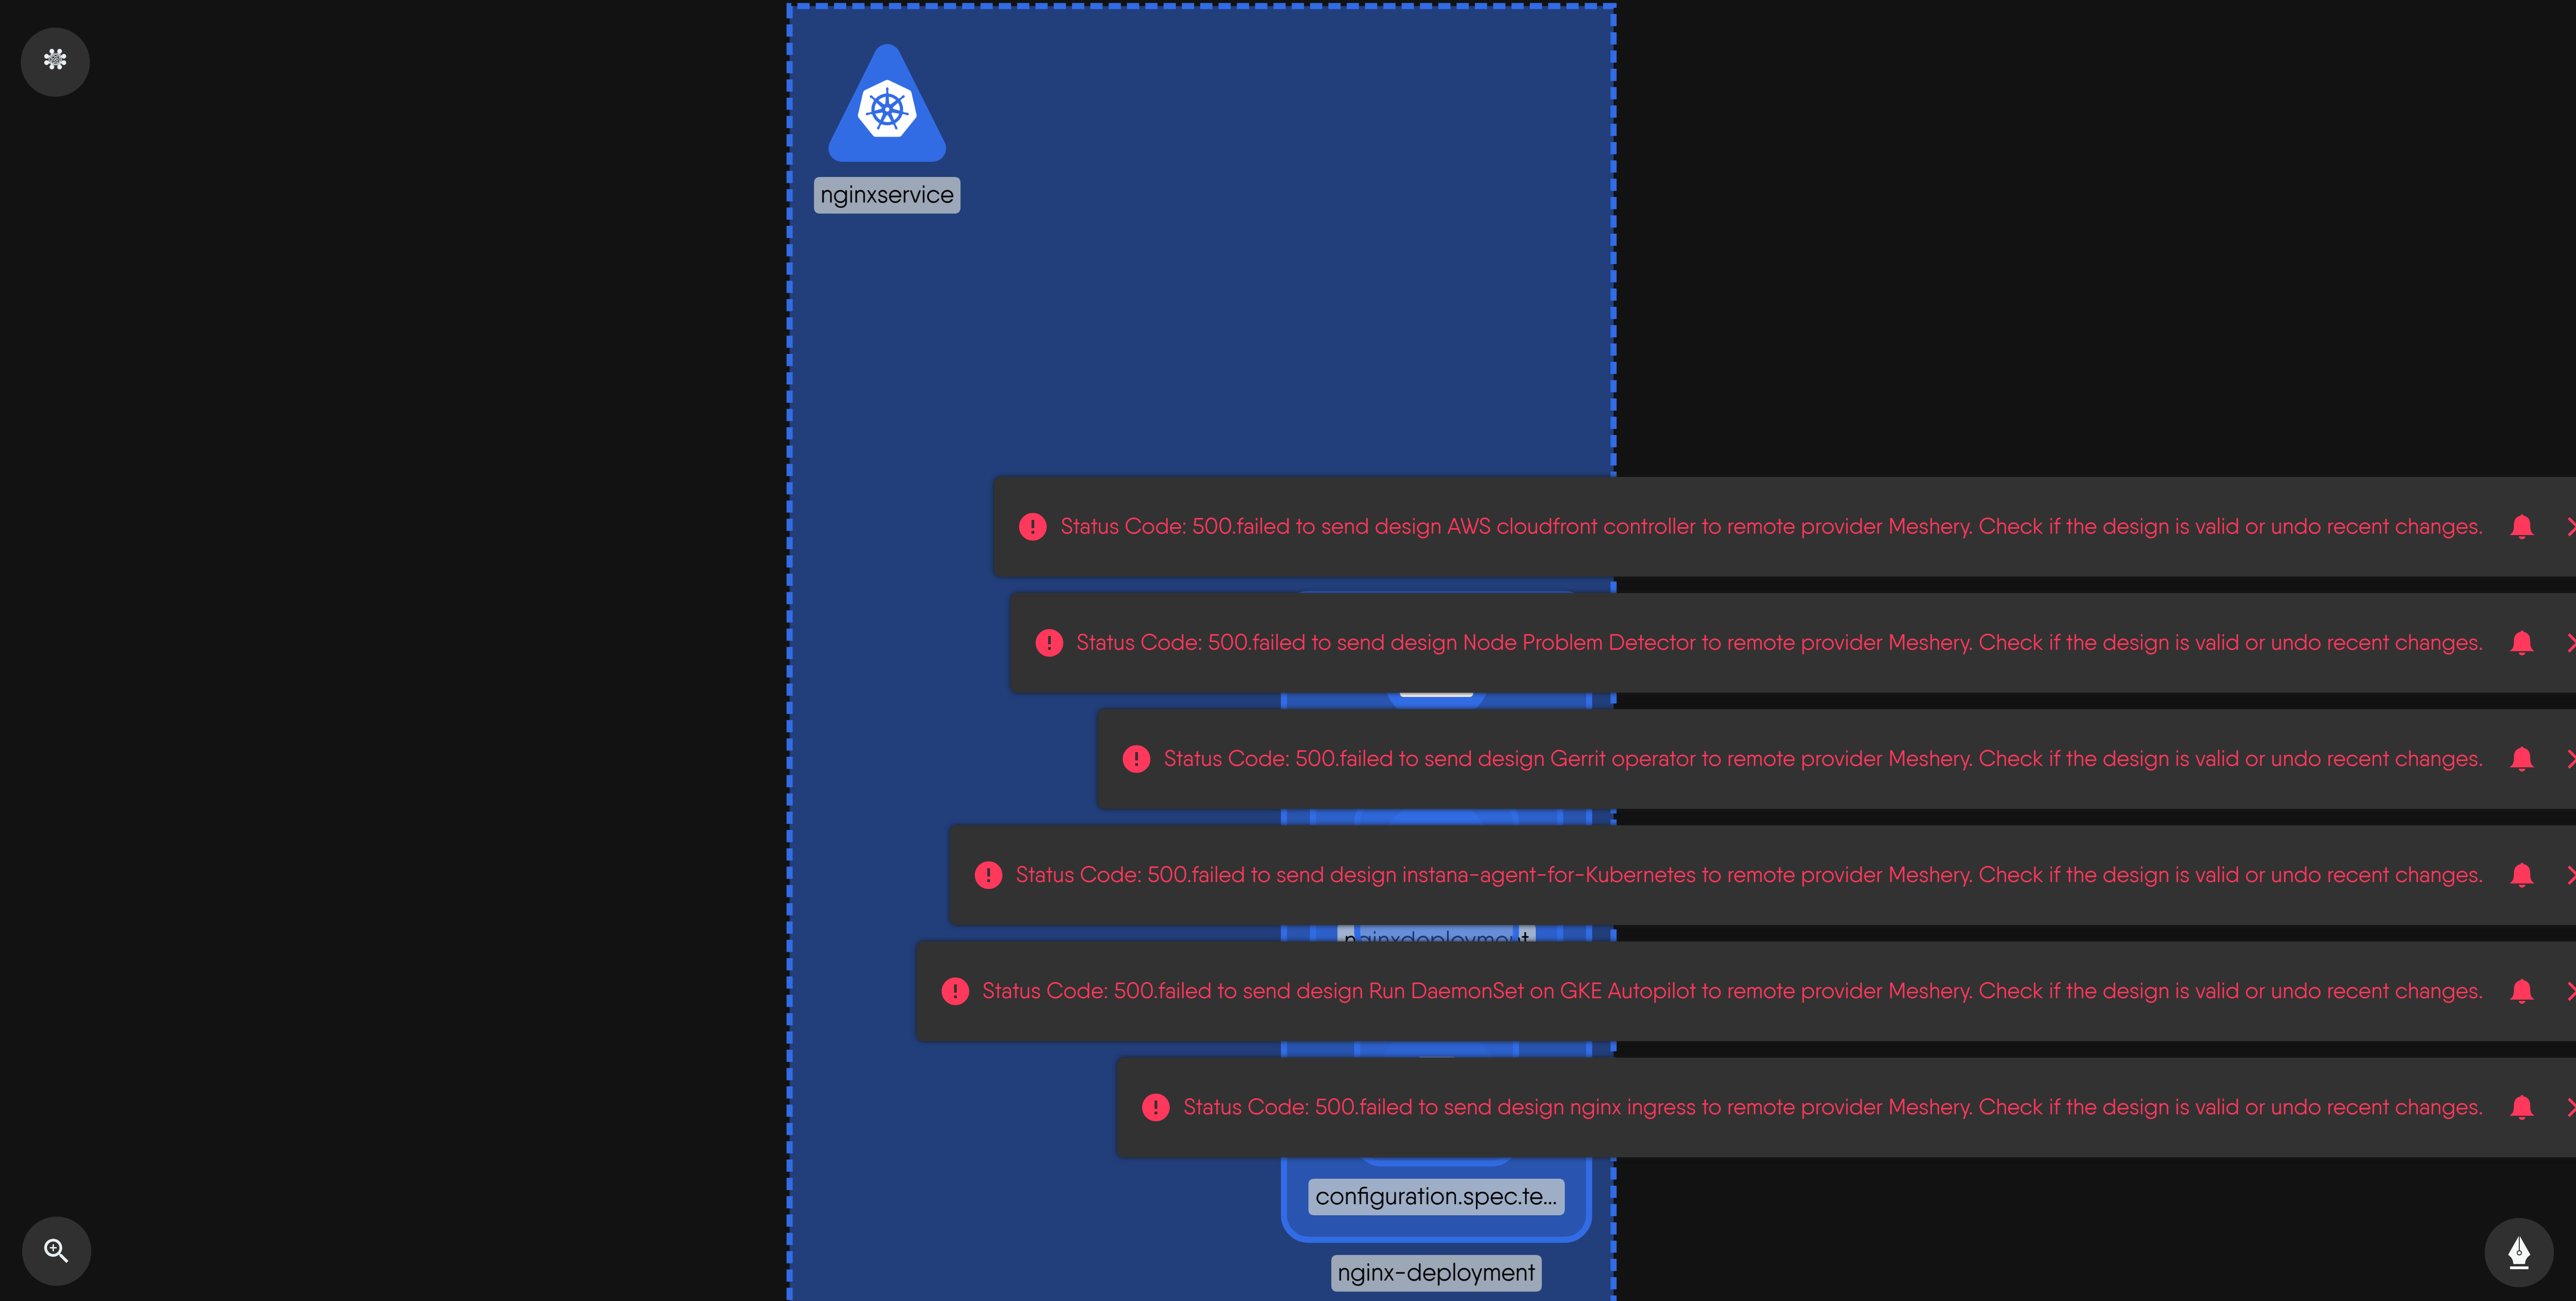 nginxservice
Status Code: 500.failed to send design AWS cloudfront controller to remote provider Meshery. Check if the design is valid or undo recent changes.
Status Code: 500.failed to send design Node Problem Detector to remote provider Meshery. Check if the design is valid or undo recent changes.
Status Code: 500.failed to send design Gerrit operator to remote provider Meshery. Check if the design is valid or undo recent changes.
Status Code: 500.failed to send design instana-agent-for-Kubernetes to remote provider Meshery. Check if the design is valid or undo recent changes.
nginxdeployment
Status Code: 500.failed to send design Run DaemonSet on GKE Autopilot to remote provider Meshery. Check if the design is valid or undo recent changes.
Status Code: 500.failed to send design nginx ingress to remote provider Meshery. Check if the design is valid or undo recent changes.
configuration.spec.te...
nginx-deployment